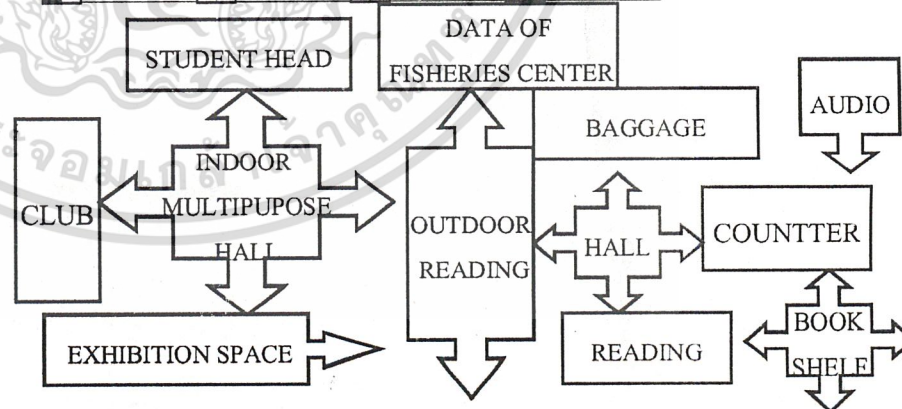 STUDENT HEAD
DATA OF
FISHERIES CENTER
AUDIO
BAGGAGE
CLUB
INDOOR
MULTIPUPOSE
HALL
OUTDOOR
READING
HALL
COUNTTER
EXHIBITION SPACE
READING
BOOK
SHELF